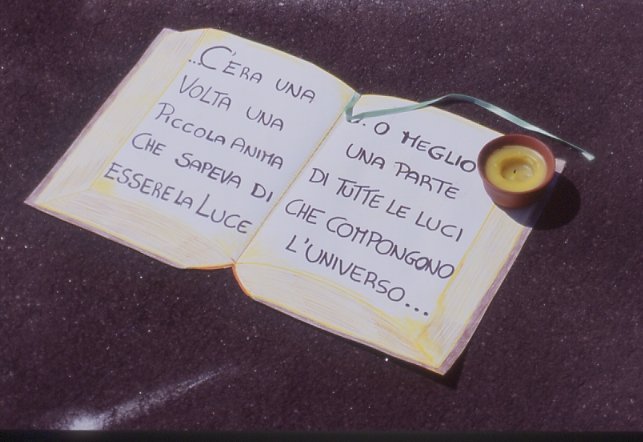 ...C'ERA UNA
VOLTA UNA
PICCOLA ANIMA
CHE SAPEVA DI
ESSERE LA LUCE
O MEGLIO
UNA PARTE
DI TUTTE LE LUCI
CHE COMPONGONO
L'UNIVERSO...